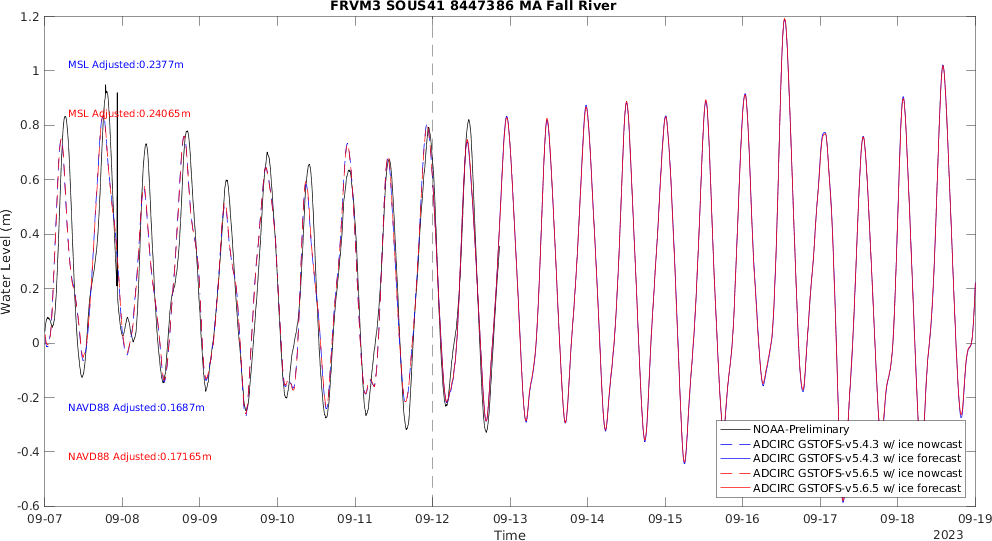 FRVM3 SOUS41 8447386 MA Fall River
1.2
1
0.8
0.6
0.4
0.2
0
-0.2
-0.4
-0.6
Water Level (m)
MSL Adjusted:0.2377m
MSL Adjusted:0.24065m
NAVD88 Adjusted:0.1687m
NAVD88 Adjusted:0.17165m
NOAA-Preliminary
ADCIRC GSTOFS-v5.4.3 w/ ice nowcast
ADCIRC GSTOFS-v5.4.3 w/ ice forecast
ADCIRC GSTOFS-v5.6.5 w/ ice nowcast
ADCIRC GSTOFS-v5.6.5 w/ ice forecast
09-07 09-08 09-09 09-10 09-11 09-12 09-13 09-14 09-15 09-16 09-17 09-18 09-19
Time
2023